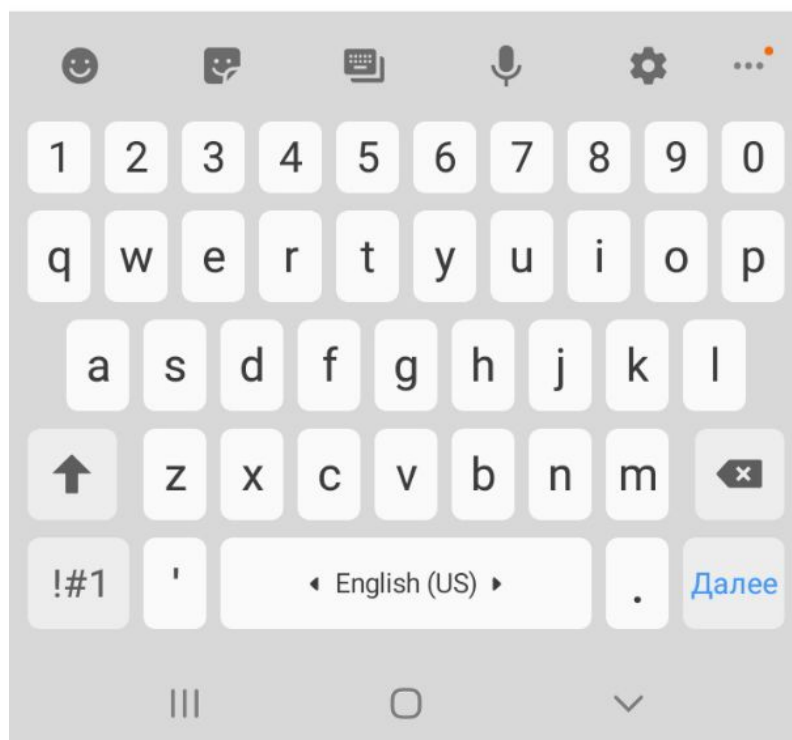 1 2 3 4 5 6 7 8 9 0
q w e r t y u i o p
a s d f g h j k l
z x c v b n m
!#1 ' English (US) . Далее